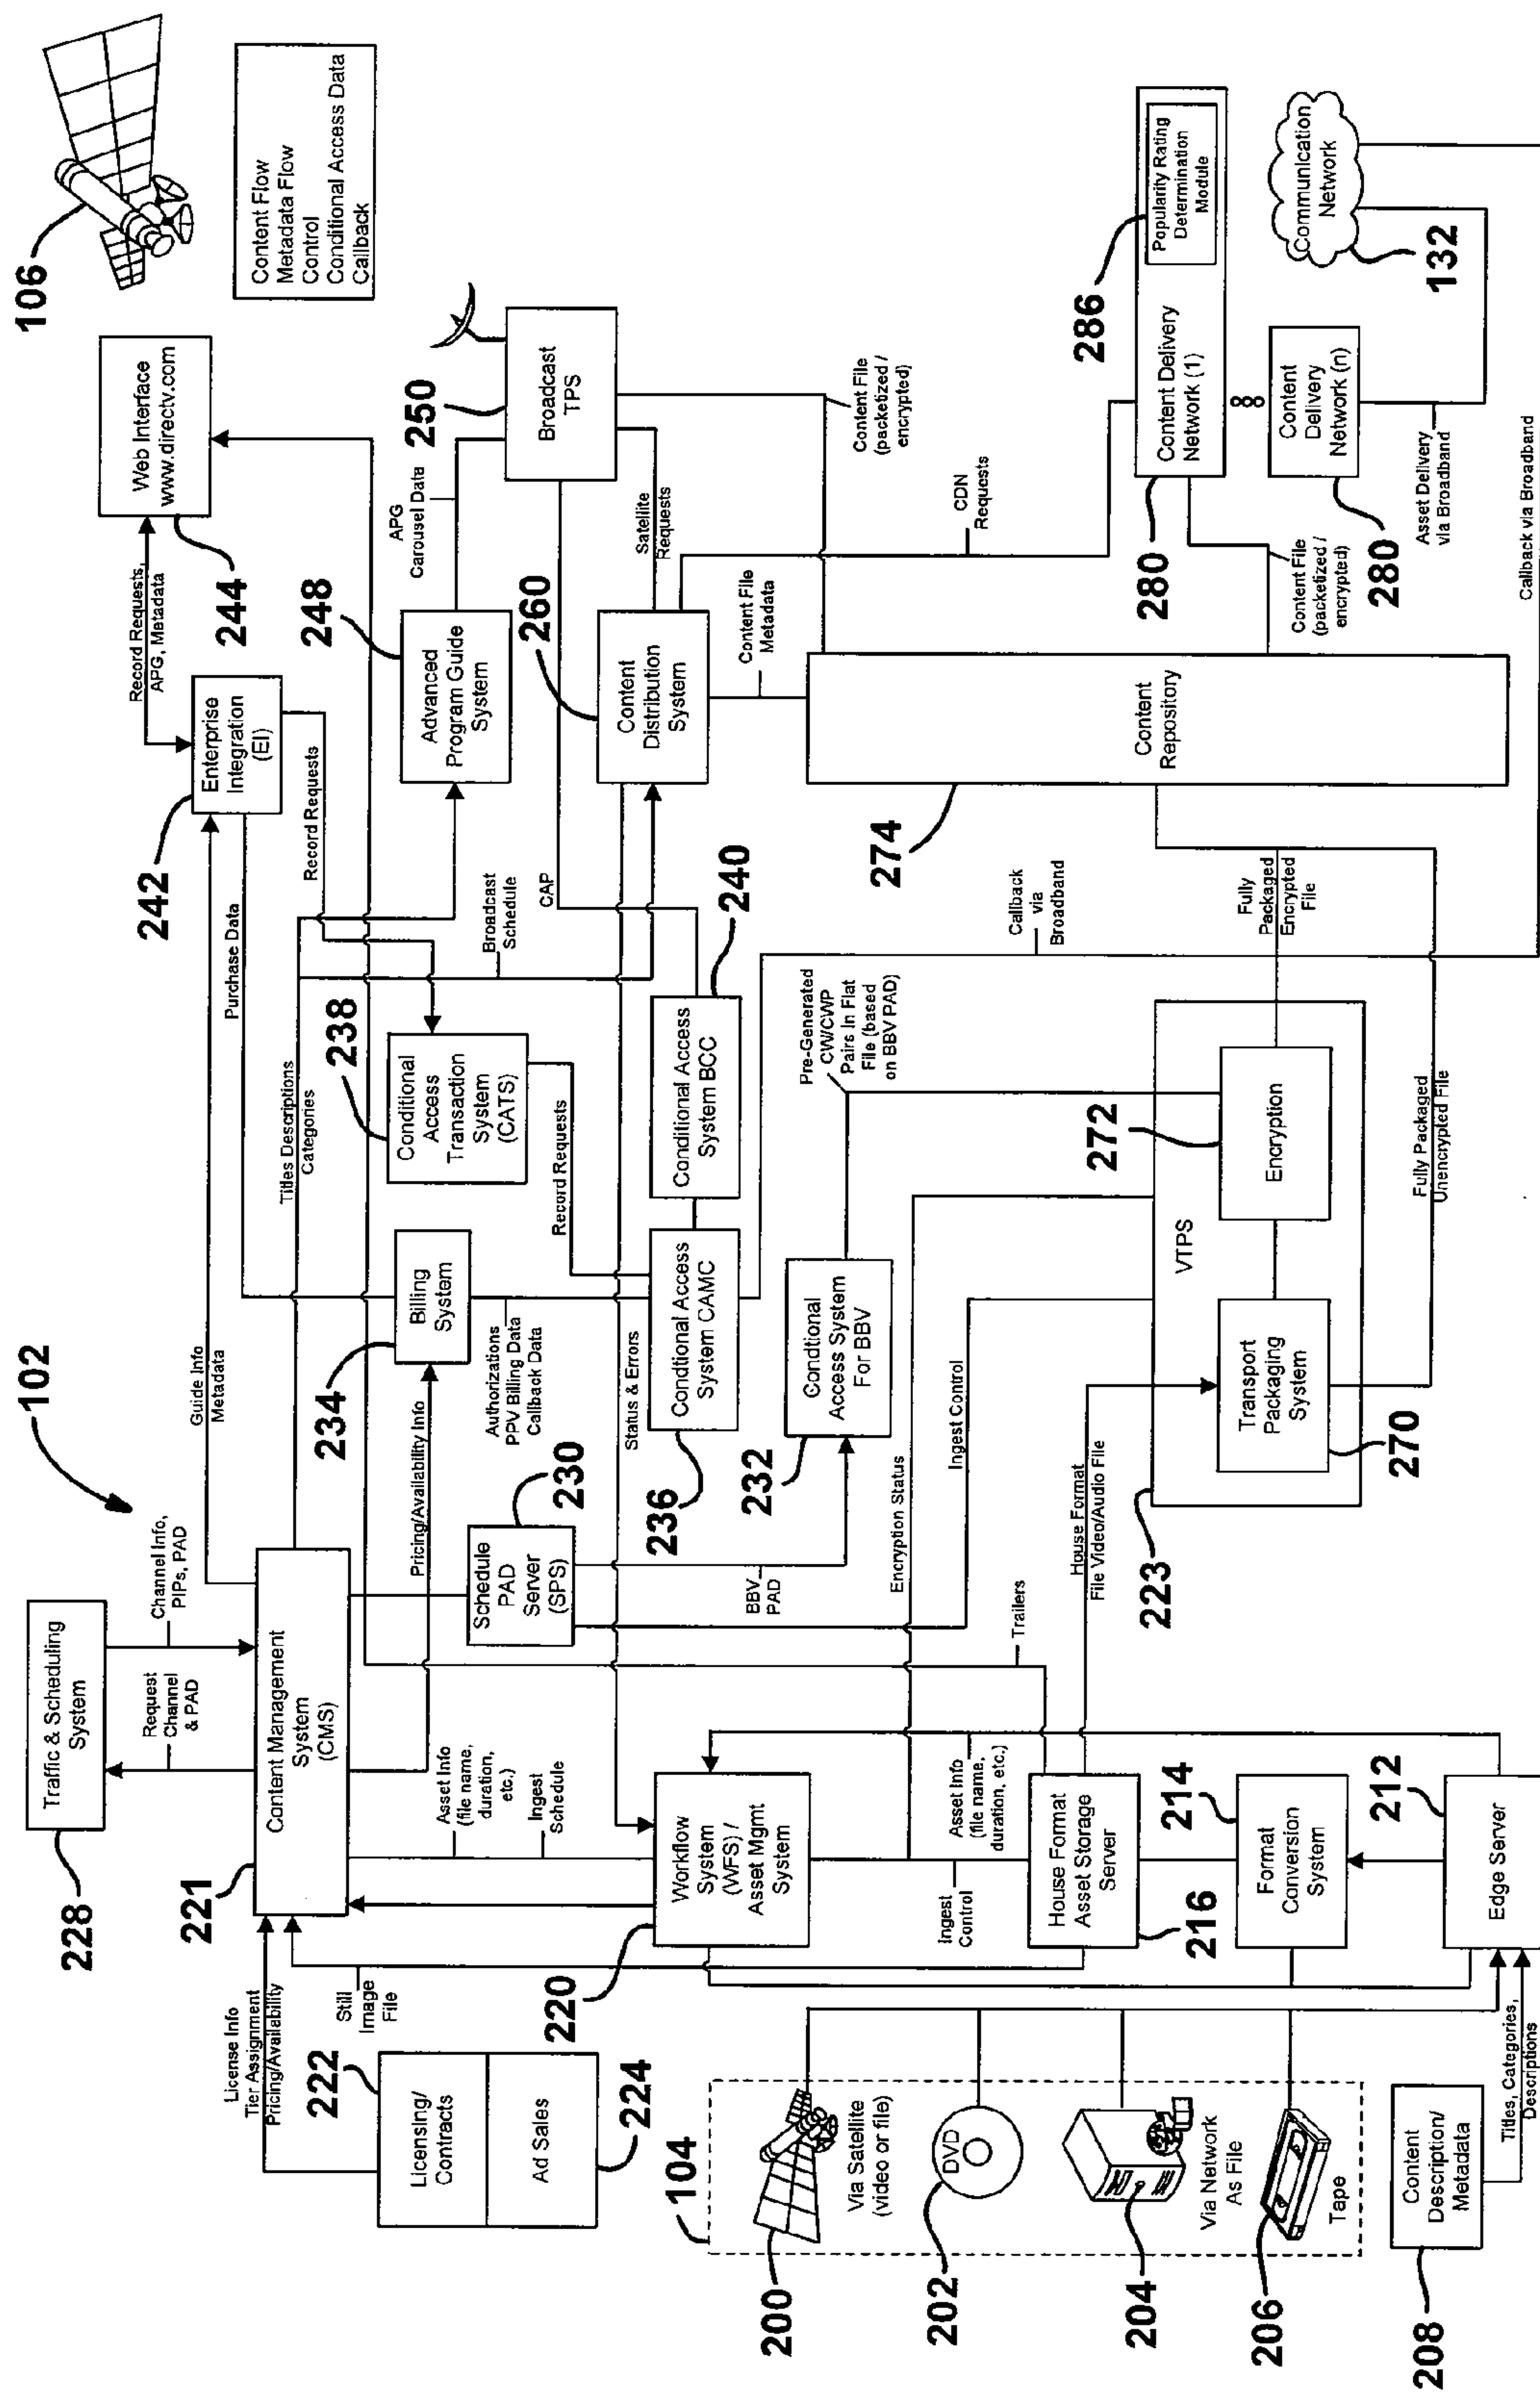 102
106
228
Traffic & Scheduling
System
Request
Channel
& PAD
Channel Info,
PIPs, PAD
221
Content Management
System
(CMS)
Guide Info
Metadata
License Info
Tier Assignment
Pricing/Availability
222
Licensing/
Contracts
Ad Sales
224
Still
Image
File
Asset Info
(file name,
duration,
etc.)
Ingest
Schedule
Pricing/Availability Info
Schedule
PAD
Server
(SPS)
230
234
Billing
System
Purchase Data
Titles Descriptions
Categories
242
Enterprise
Integration
(EI)
Record Requests,
APG, Metadata
Web Interface
www.directv.com
244
Content Flow
Metadata Flow
Control
Conditional Access Data
Callback
Record Requests
238
Conditional
Access
Transaction
System
(CATS)
Broadcast
Schedule
248
Advanced
Program Guide
System
APG
Carousel Data
250
Broadcast
TPS
CAP
Satellite
Requests
Authorizations
PPV Billing Data
Callback Data
Record Requests
Status & Errors
236
Condtional Access
System CAMC
Conditional Access
System BCC
240
260
Content
Distribution
System
Content File
Metadata
Content File
(packetized /
encrypted)
CDN
Requests
220
Workflow
System
(WFS) /
Asset Mgmt
System
BBV
PAD
232
Condtional
Access System
For BBV
Pre-Generated
CW/CWP
Pairs In Flat
File (based
on BBV PAD)
Callback
via
Broadband
274
Content
Repository
Encryption Status
Ingest Control
Ingest
Control
Asset Info
(file name,
duration, etc.)
Trailers
House Format
File Video/Audio File
216
House Format
Asset Storage
Server
223
VTPS
Transport
Packaging
System
270
272
Encryption
Fully
Packaged
Encrypted
File
Fully Packaged
Unencrypted File
286
Popularity Rating
Determination
Module
Content Delivery
Network (1)
280
Content File
(packetized /
encrypted)
Content
Delivery
Network (n)
280
Communication
Network
132
Asset Delivery
via Broadband
Callback via Broadband
214
Format
Conversion
System
212
Edge Server
104
200
Via Satellite
(video or file)
202
DVD
204
Via Network
As File
206
Tape
208
Content
Description/
Metadata
Titles, Categories,
Descriptions